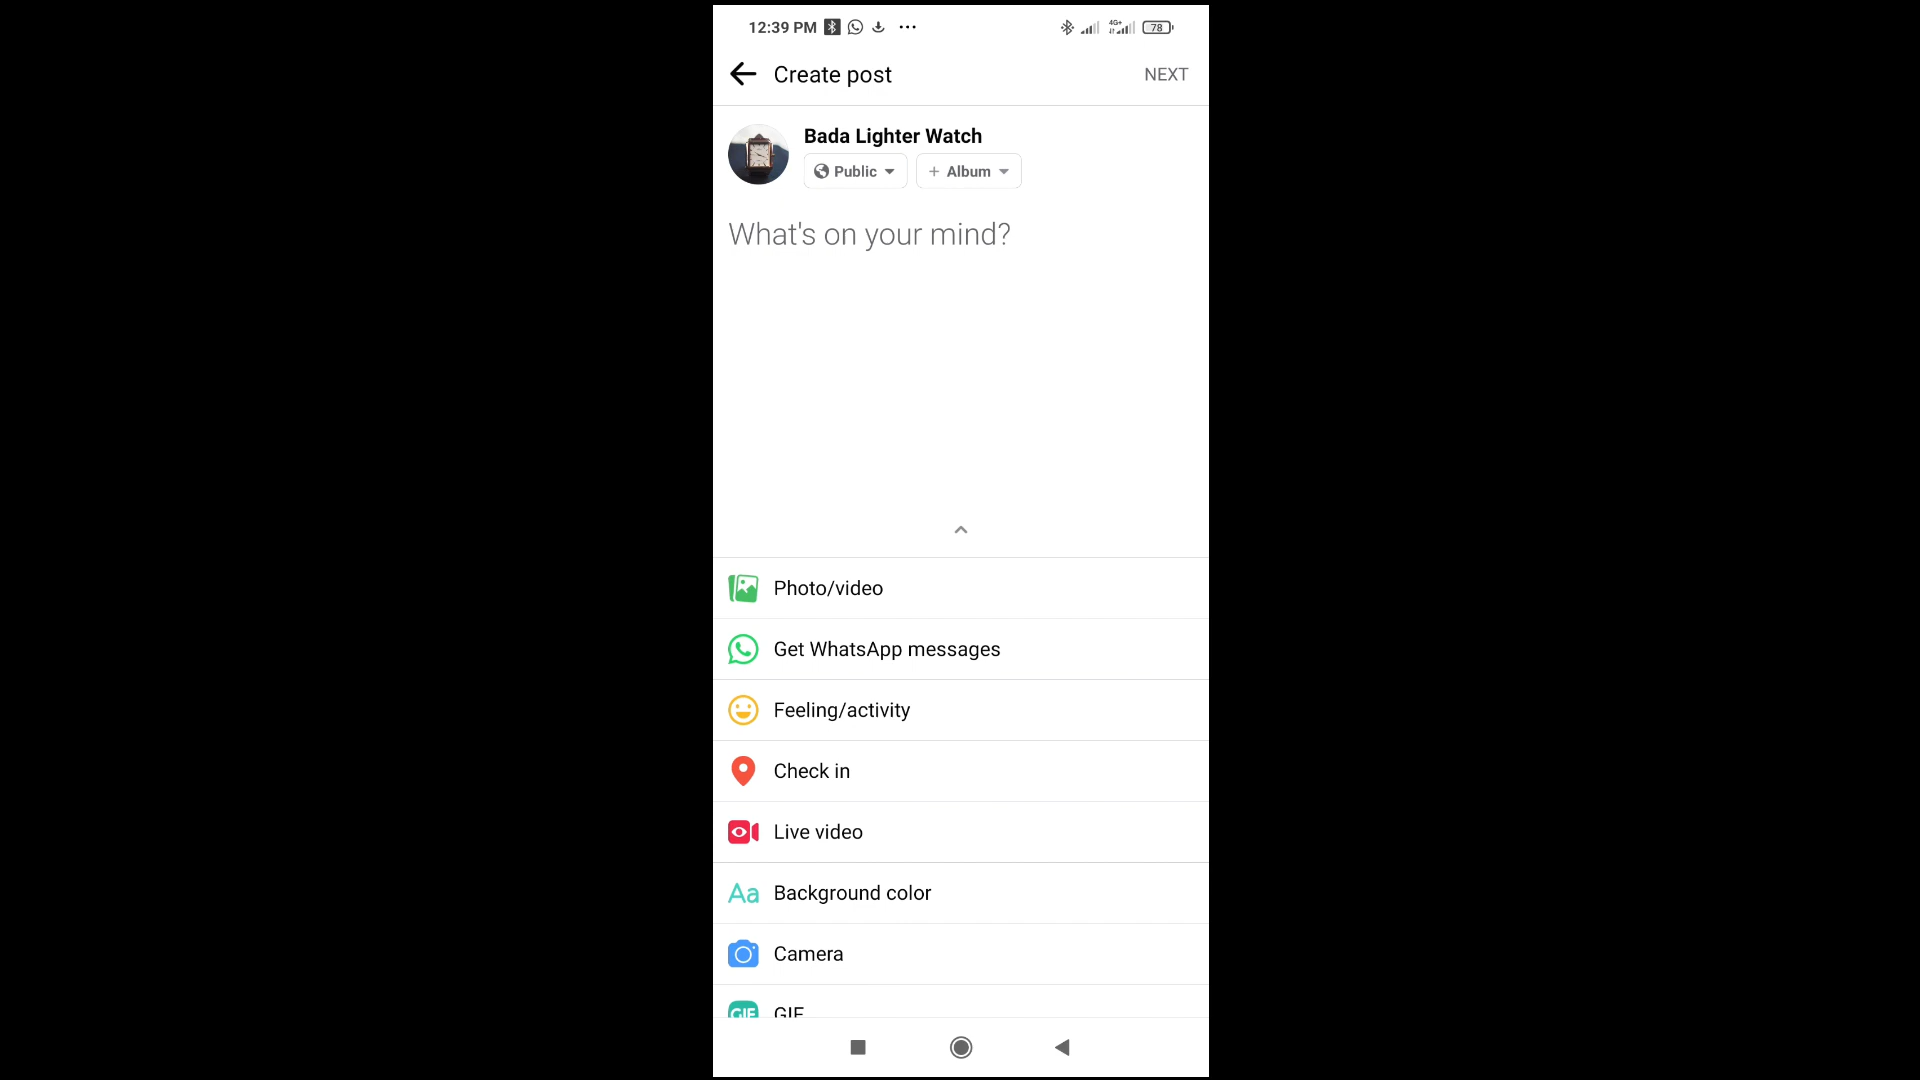 12:39 PM
4G+
78
Create post
NEXT
Bada Lighter Watch
Public
+ Album
What's on your mind?
Photo/video
Get WhatsApp messages
Feeling/activity
Check in
Live video
Aa Background color
Camera
GIF GIF